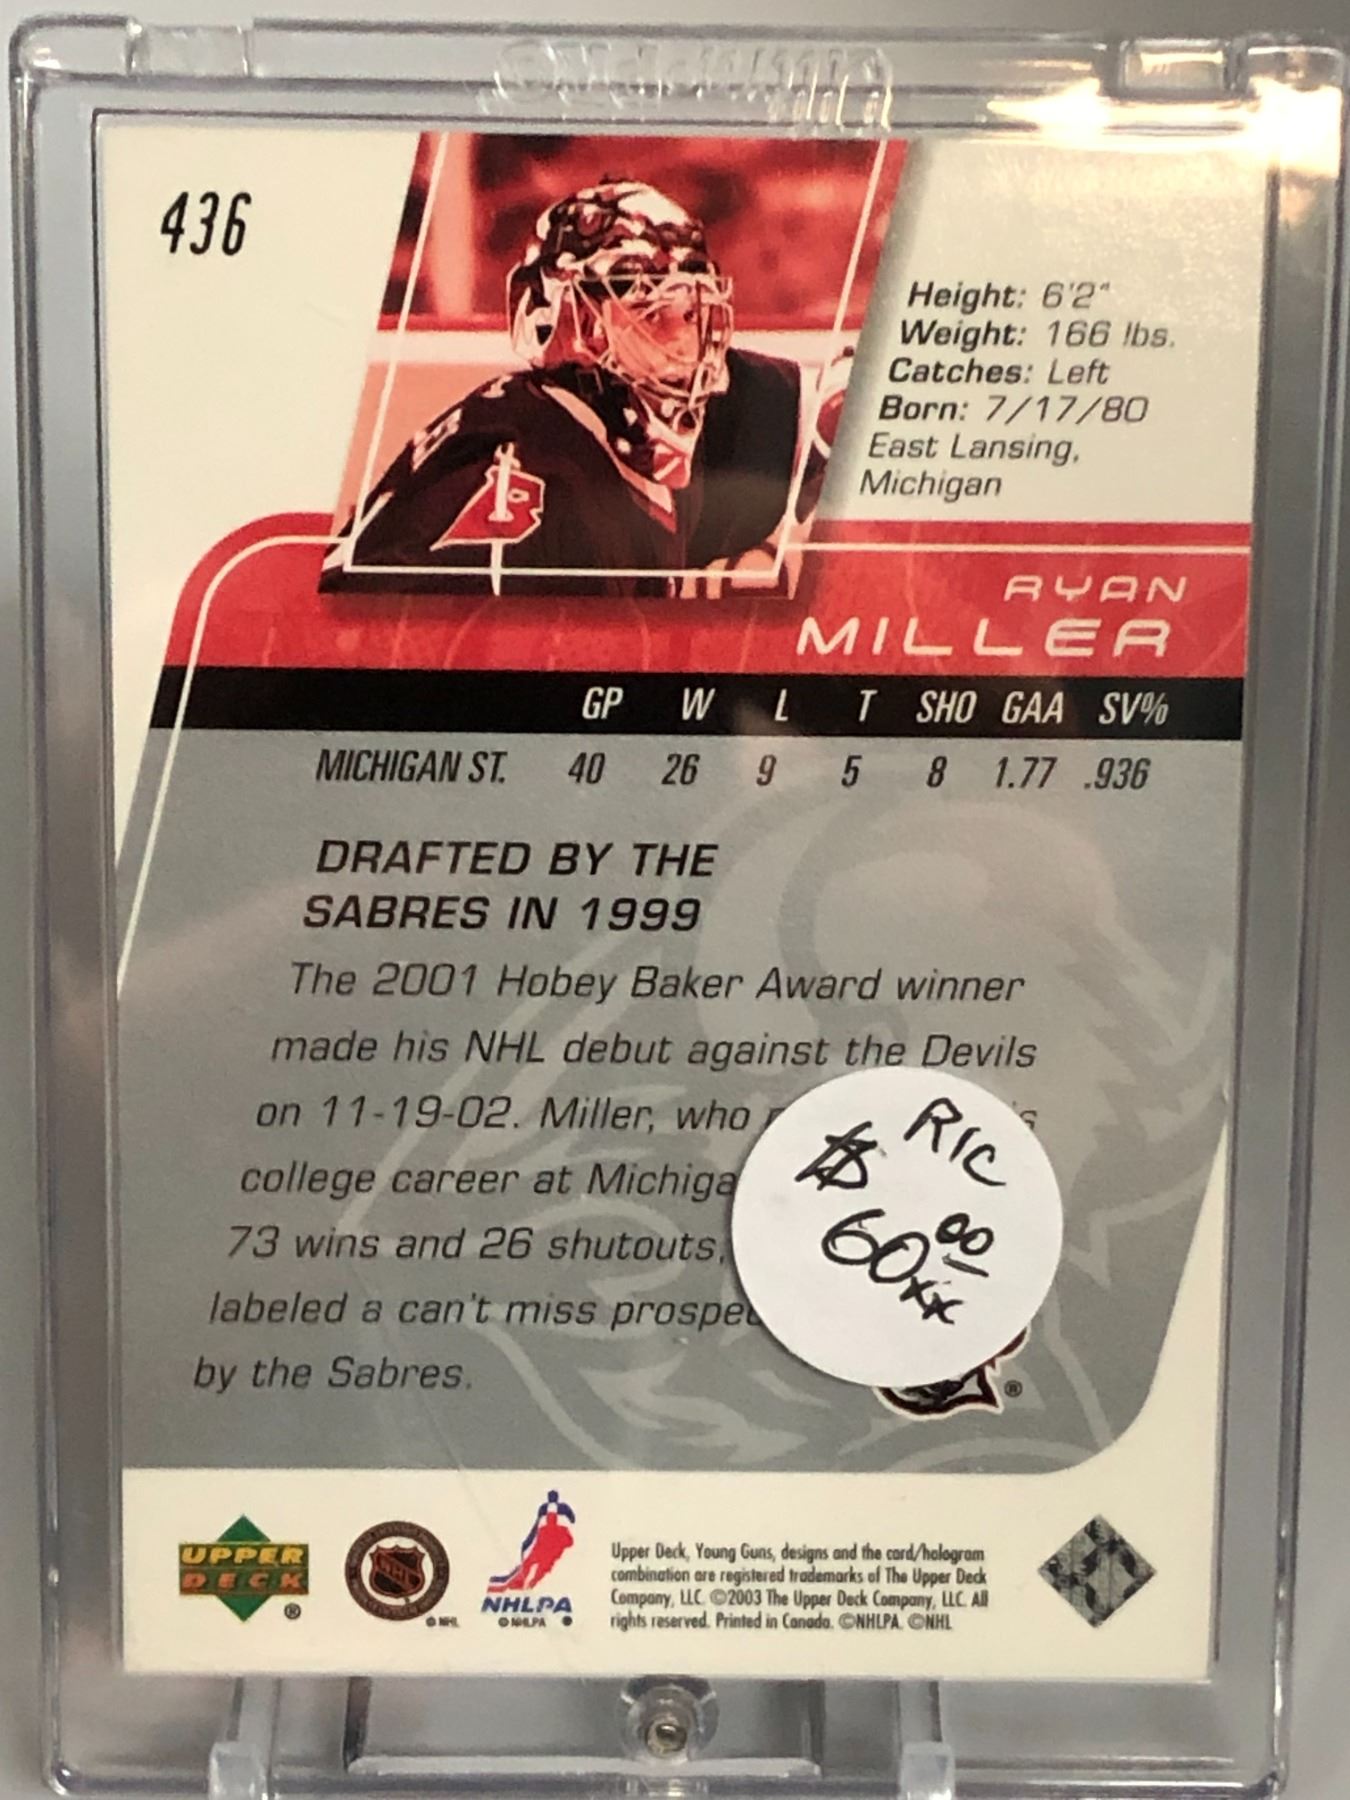 436
Height: 6'2"
Weight: 166 lbs.
Catches: Left
Born: 7/17/80
East Lansing,
Michigan
RYAN
MILLER
GP W L T SHO GAA SV%
MICHIGAN ST. 40 26 9 5 8 1.77 .936
DRAFTED BY THE
SABRES IN 1999
The 2001 Hobey Baker Award winner
made his NHL debut against the Devils
on 11-19-02. Miller, who
college career at
73 wins and 26 shutouts,
labeled a can't miss
by the Sabres.
R/C
$
60.00
xx
®
UPPER
DECK
®
NHL
©NHL
NHLPA
©NHLPA
Upper Deck, Young Guns, designs and the card/hologram
combination are registered trademarks of The Upper Deck
Company, LLC. ©2003 The Upper Deck Company, LLC. All
rights reserved. Printed in Canada. ©NHLPA. ©NHL